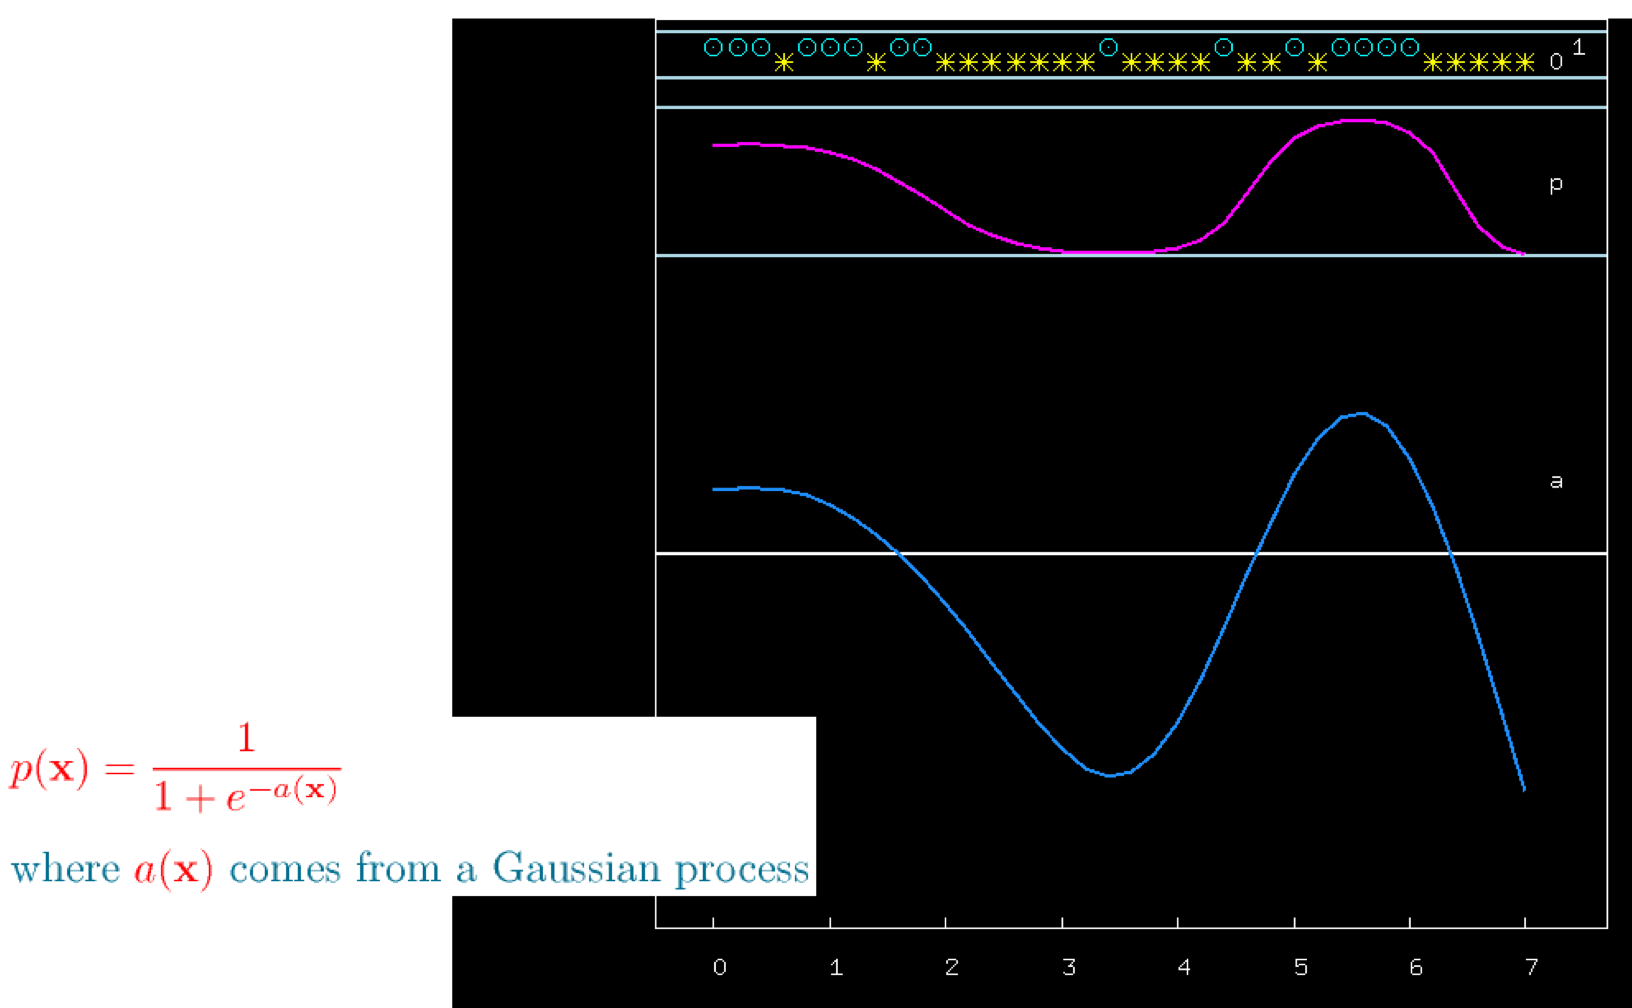 1
0
p
a
p(x) = 1 / (1 + e^{-a(x)})
where a(x) comes from a Gaussian process
0 1 2 3 4 5 6 7